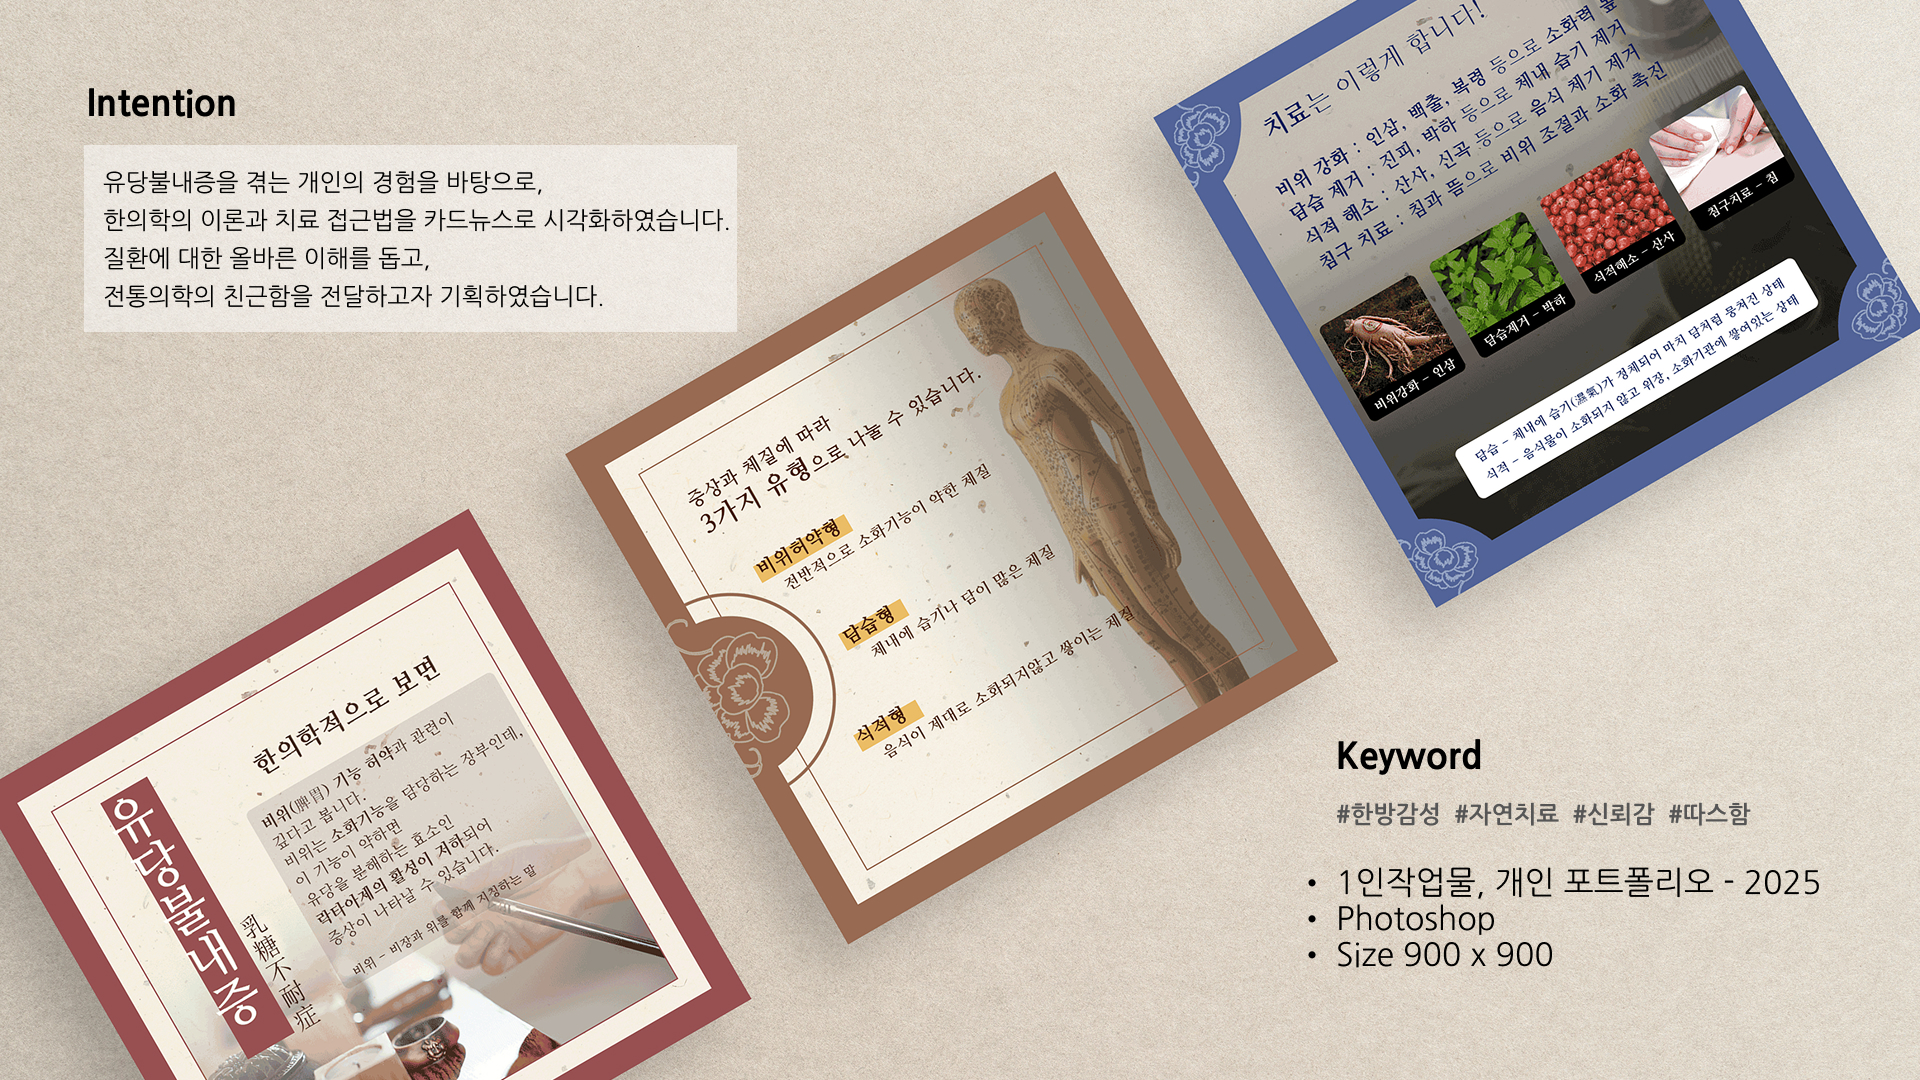 Intention
유당불내증을 겪는 개인의 경험을 바탕으로,
한의학의 이론과 치료 접근법을 카드뉴스로 시각화하였습니다.
질환에 대한 올바른 이해를 돕고,
전통의학의 친근함을 전달하고자 기획하였습니다.
치료는 이렇게 합니다!
비위 강화 : 인삼, 백출, 복령 등으로 소화력
담습 제거 : 진피, 박하 등으로 체내 습기 제거
식적 해소 : 산사, 신곡 등으로 음식 체기 제거
침구 치료 : 침과 뜸으로 비위 조절과 소화 촉진
비위강화 - 인삼
담습제거 - 박하
식적해소 - 산사
침구치료 - 침
담습 - 체내에 습기(濕氣)가 정체되어 마치 담처럼 뭉쳐진 상태
식적 - 음식물이 소화되지 않고 위장, 소화기관에 쌓여있는 상태
증상과 체질에 따라
3가지 유형으로 나눌 수 있습니다.
비위허약형
전반적으로 소화기능이 약한 체질
담습형
체내에 습기나 담이 많은 체질
식적형
음식이 제대로 소화되지않고 쌓이는 체질
한의학적으로 보면
비위(脾胃) 기능 허약과 관련이
깊다고 봅니다.
비위는 소화기능을 담당하는 장부인데,
이 기능이 약하면
유당을 분해하는 효소인
락타아제의 활성이 저하되어
증상이 나타날 수 있습니다.
비위 - 비장과 위를 함께 지칭하는 말
유당불내증
乳糖不耐症
Keyword
#한방감성 #자연치료 #신뢰감 #따스함
• 1인작업물, 개인 포트폴리오 - 2025
• Photoshop
• Size 900 x 900